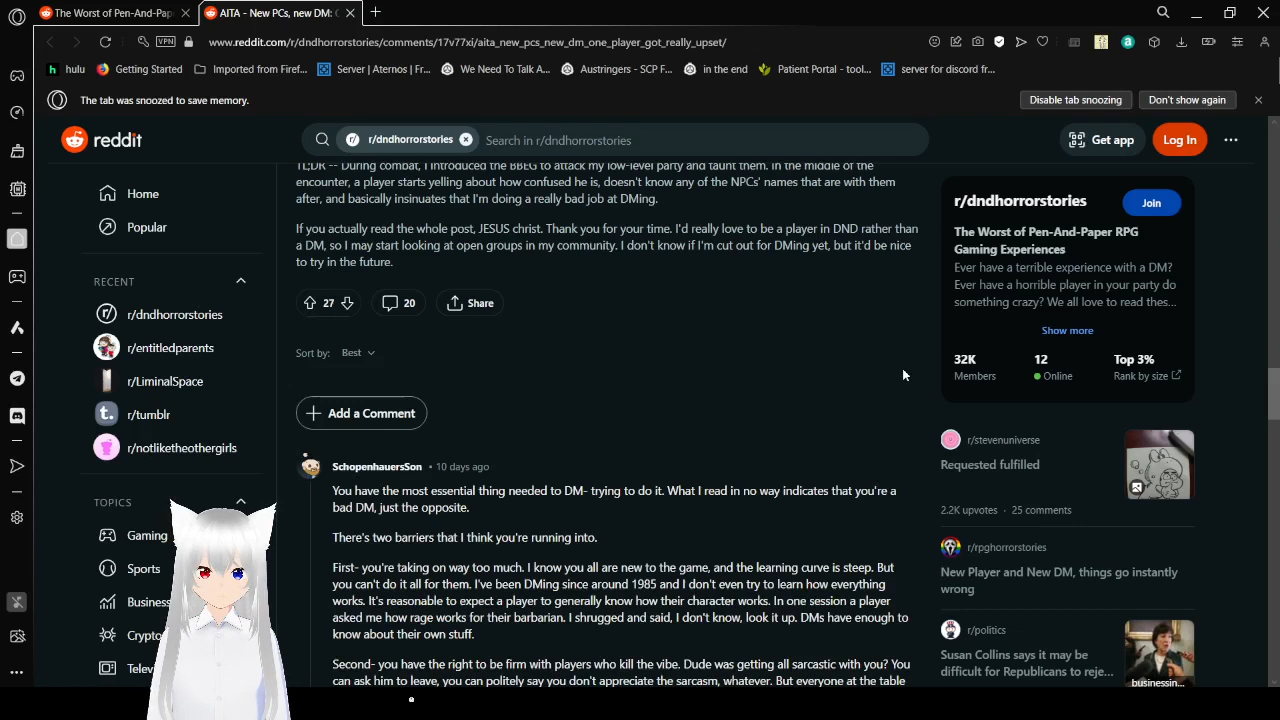 The Worst of Pen-And-Pape
AITA - New PCs, new DM:
VPN
www.reddit.com/r/dndhorrorstories/comments/17v77xi/aita_new_pcs_new_dm_one_player_got_really_upset/
hulu
Getting Started
Imported from Firef...
Server | Aternos | Fr...
We Need To Talk A...
Austringers - SCP F...
in the end
Patient Portal - tool...
server for discord fr...
The tab was snoozed to save memory.
Disable tab snoozing
Don't show again
reddit
r/dndhorrorstories
Search in r/dndhorrorstories
Get app
Log In
Home
Popular
RECENT
r/dndhorrorstories
r/entitledparents
r/LiminalSpace
r/tumblr
r/notliketheothergirls
TOPICS
Gaming
Sports
Business
Crypto
Telev
TL;DR -- During combat, I introduced the BBEG to attack my low-level party and taunt them. In the middle of the
encounter, a player starts yelling about how confused he is, doesn't know any of the NPCs' names that are with them
after, and basically insinuates that I'm doing a really bad job at DMing.
If you actually read the whole post, JESUS christ. Thank you for your time. I'd really love to be a player in DND rather than
a DM, so I may start looking at open groups in my community. I don't know if I'm cut out for DMing yet, but it'd be nice
to try in the future.
27
20
Share
Sort by: Best
Add a Comment
SchopenhauersSon • 10 days ago
You have the most essential thing needed to DM- trying to do it. What I read in no way indicates that you're a
bad DM, just the opposite.
There's two barriers that I think you're running into.
First- you're taking on way too much. I know you all are new to the game, and the learning curve is steep. But
you can't do it all for them. I've been DMing since around 1985 and I don't even try to learn how everything
works. It's reasonable to expect a player to generally know how their character works. In one session a player
asked me how rage works for their barbarian. I shrugged and said, I don't know, look it up. DMs have enough to
know about their own stuff.
Second- you have the right to be firm with players who kill the vibe. Dude was getting all sarcastic with you? You
can ask him to leave, you can politely say you don't appreciate the sarcasm, whatever. But everyone at the table
r/dndhorrorstories
Join
The Worst of Pen-And-Paper RPG
Gaming Experiences
Ever have a terrible experience with a DM?
Ever have a horrible player in your party do
something crazy? We all love to read thes...
Show more
32K
Members
12
Online
Top 3%
Rank by size
r/stevenuniverse
Requested fulfilled
2.2K upvotes • 25 comments
r/rpghorrorstories
New Player and New DM, things go instantly
wrong
r/politics
Susan Collins says it may be
difficult for Republicans to reje...
businessin...